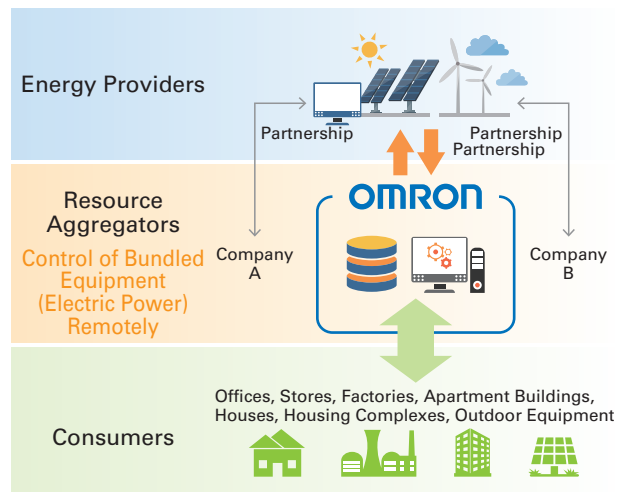 Energy Providers
Partnership
Partnership
Partnership
OMRON
Resource
Aggregators
Control of Bundled
Equipment
(Electric Power)
Remotely
Company
A
Company
B
Offices, Stores, Factories, Apartment Buildings,
Houses, Housing Complexes, Outdoor Equipment
Consumers